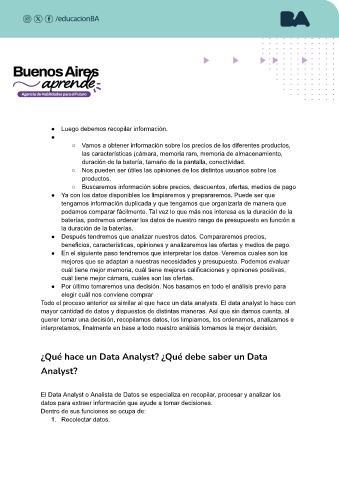 /educacionBA
BA
Buenos Aires
aprende
Agencia de Habilidades para el Futuro
● Luego debemos recopilar información.
●
○ Vamos a obtener información sobre los precios de los diferentes productos,
las características (cámara, memoria ram, memoria de almacenamiento,
duración de la batería, tamaño de la pantalla, conectividad.
○ Nos pueden ser útiles las opiniones de los distintos usuarios sobre los
productos.
○ Buscaremos información sobre precios, descuentos, ofertas, medios de pago
● Ya con los datos disponibles los limpiaremos y prepararemos. Puede ser que
tengamos información duplicada y que tengamos que organizarla de manera que
podamos comparar fácilmente. Tal vez lo que más nos interesa es la duración de la
baterías, podremos ordenar los datos de nuestro rango de presupuesto en función a
la duración de la baterías.
● Después tendremos que analizar nuestros datos. Compararemos precios,
beneficios, características, opiniones y analizaremos las ofertas y medios de pago.
● En el siguiente paso tendremos que interpretar los datos. Veremos cuales son los
mejores que se adaptan a nuestras necesidades y presupuesto. Podemos evaluar
cuál tiene mejor memoria, cuál tiene mejores calificaciones y opiniones positivas,
cuál tiene mejor cámara, cuáles son las ofertas.
● Por último tomaremos una decisión. Nos basamos en todo el análisis previo para
elegir cuál nos conviene comprar
Todo el proceso anterior es similar al que hace un data analysts. El data analyst lo hace con
mayor cantidad de datos y dispuestos de distintas maneras. Así que sin darnos cuenta, al
querer tomar una decisión, recopilamos datos, los limpiamos, los ordenamos, analizamos e
interpretamos, finalmente en base a todo nuestro análisis tomamos la mejor decisión.
¿Qué hace un Data Analyst? ¿Qué debe saber un Data
Analyst?
El Data Analyst o Analista de Datos se especializa en recopilar, procesar y analizar los
datos para extraer información que ayude a tomar decisiones.
Dentro de sus funciones se ocupa de:
1. Recolectar datos.